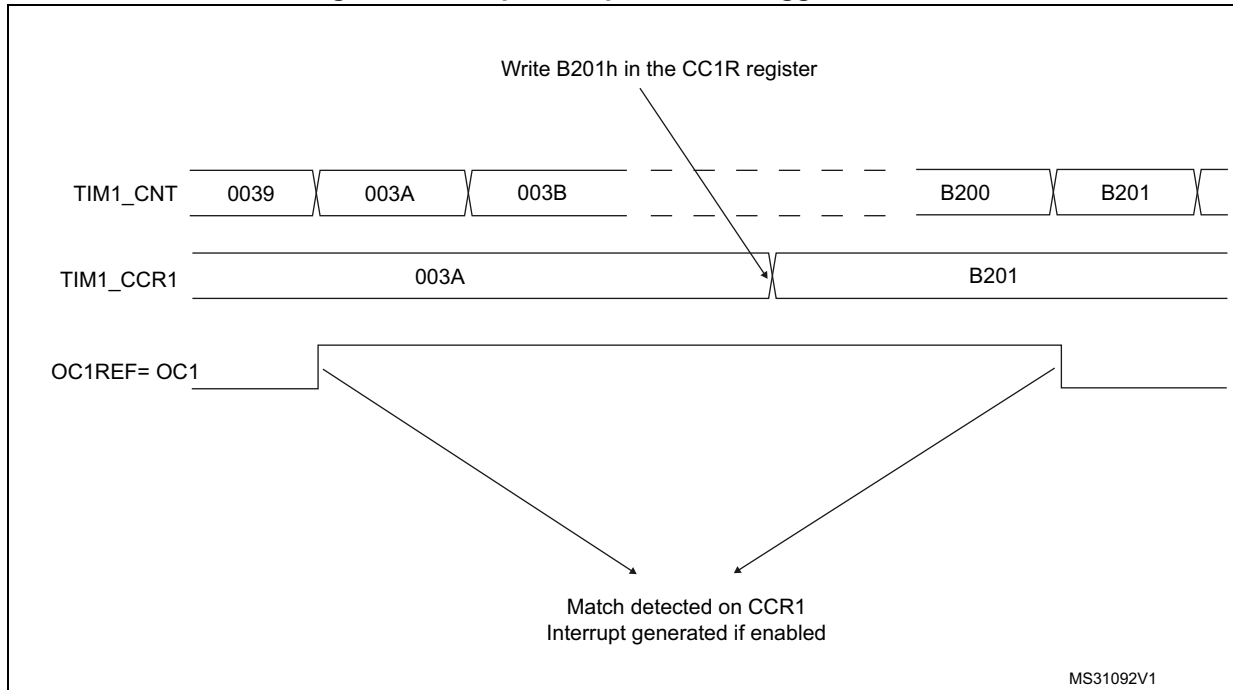 Write B201h in the CC1R register
TIM1_CNT 0039 003A 003B B200 B201
TIM1_CCR1 003A B201
OC1REF= OC1
Match detected on CCR1
Interrupt generated if enabled
MS31092V1